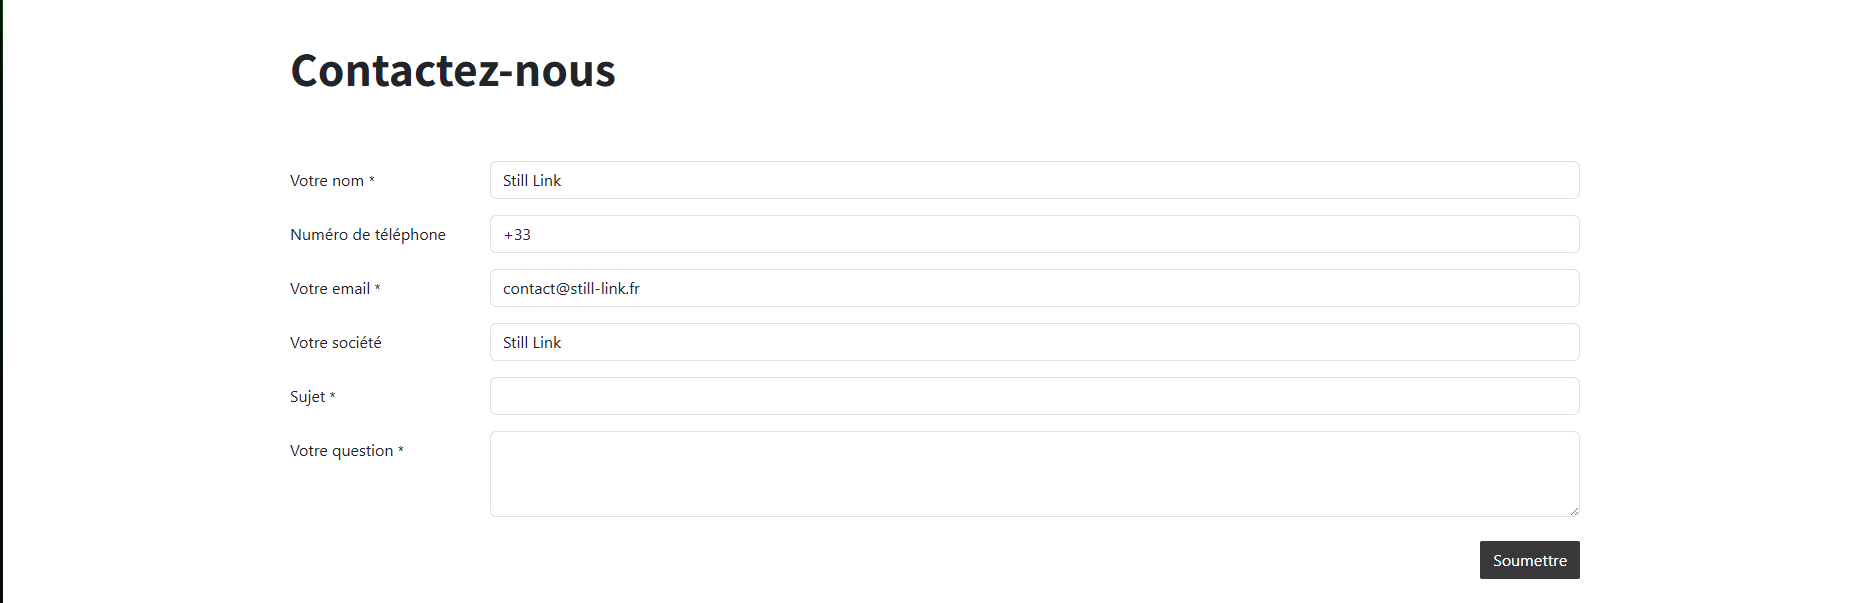 Contactez-nous
Votre nom * Still Link
Numéro de téléphone +33
Votre email * contact@still-link.fr
Votre société Still Link
Sujet *
Votre question *
Soumettre